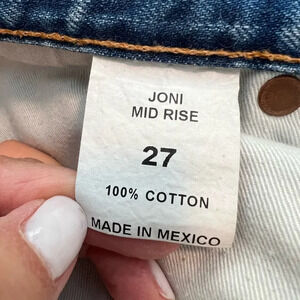 JONI
MID RISE
27
100% COTTON
MADE IN MEXICO